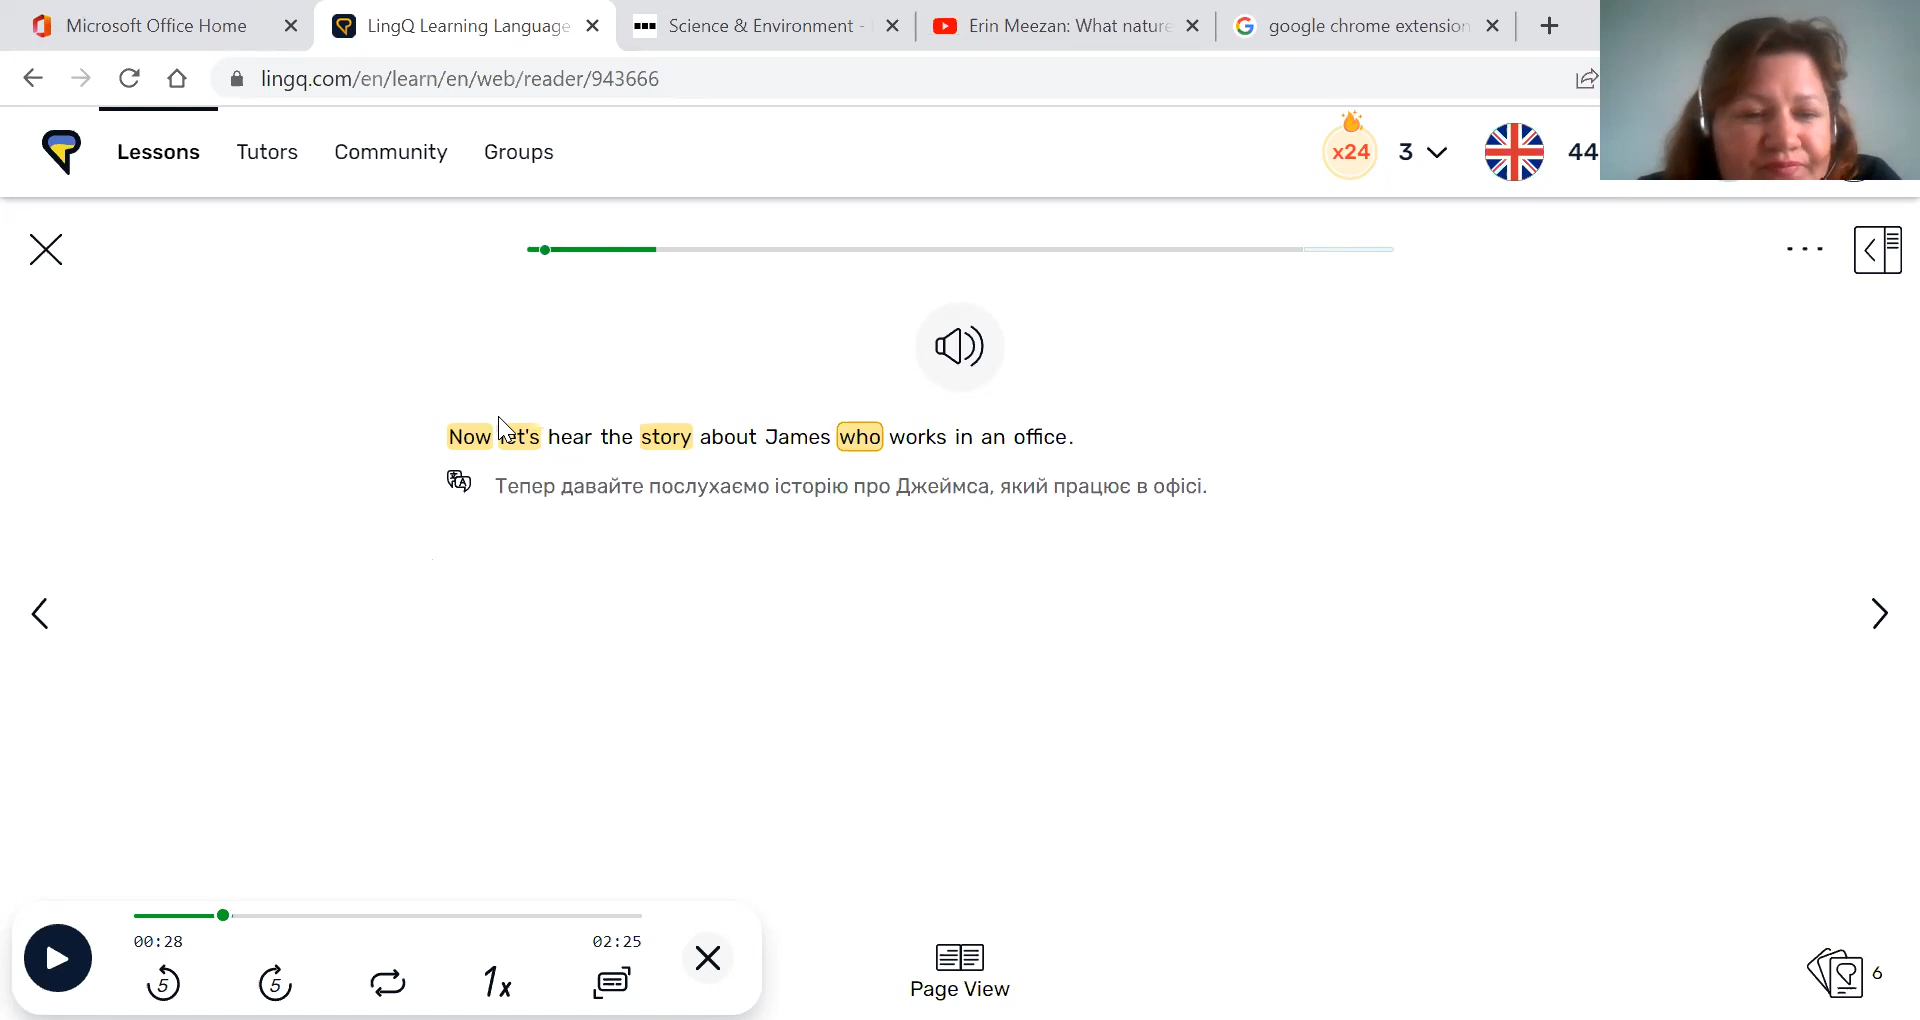 Microsoft Office Home
LingQ Learning Language
Science & Environment -
Erin Meezan: What nature
google chrome extension
lingq.com/en/learn/en/web/reader/943666
Lessons Tutors Community Groups
x24 3 44
Now let's hear the story about James who works in an office.
Тепер давайте послухаємо історію про Джеймса, який працює в офісі.
00:28 02:25
5 5 1x
Page View
6